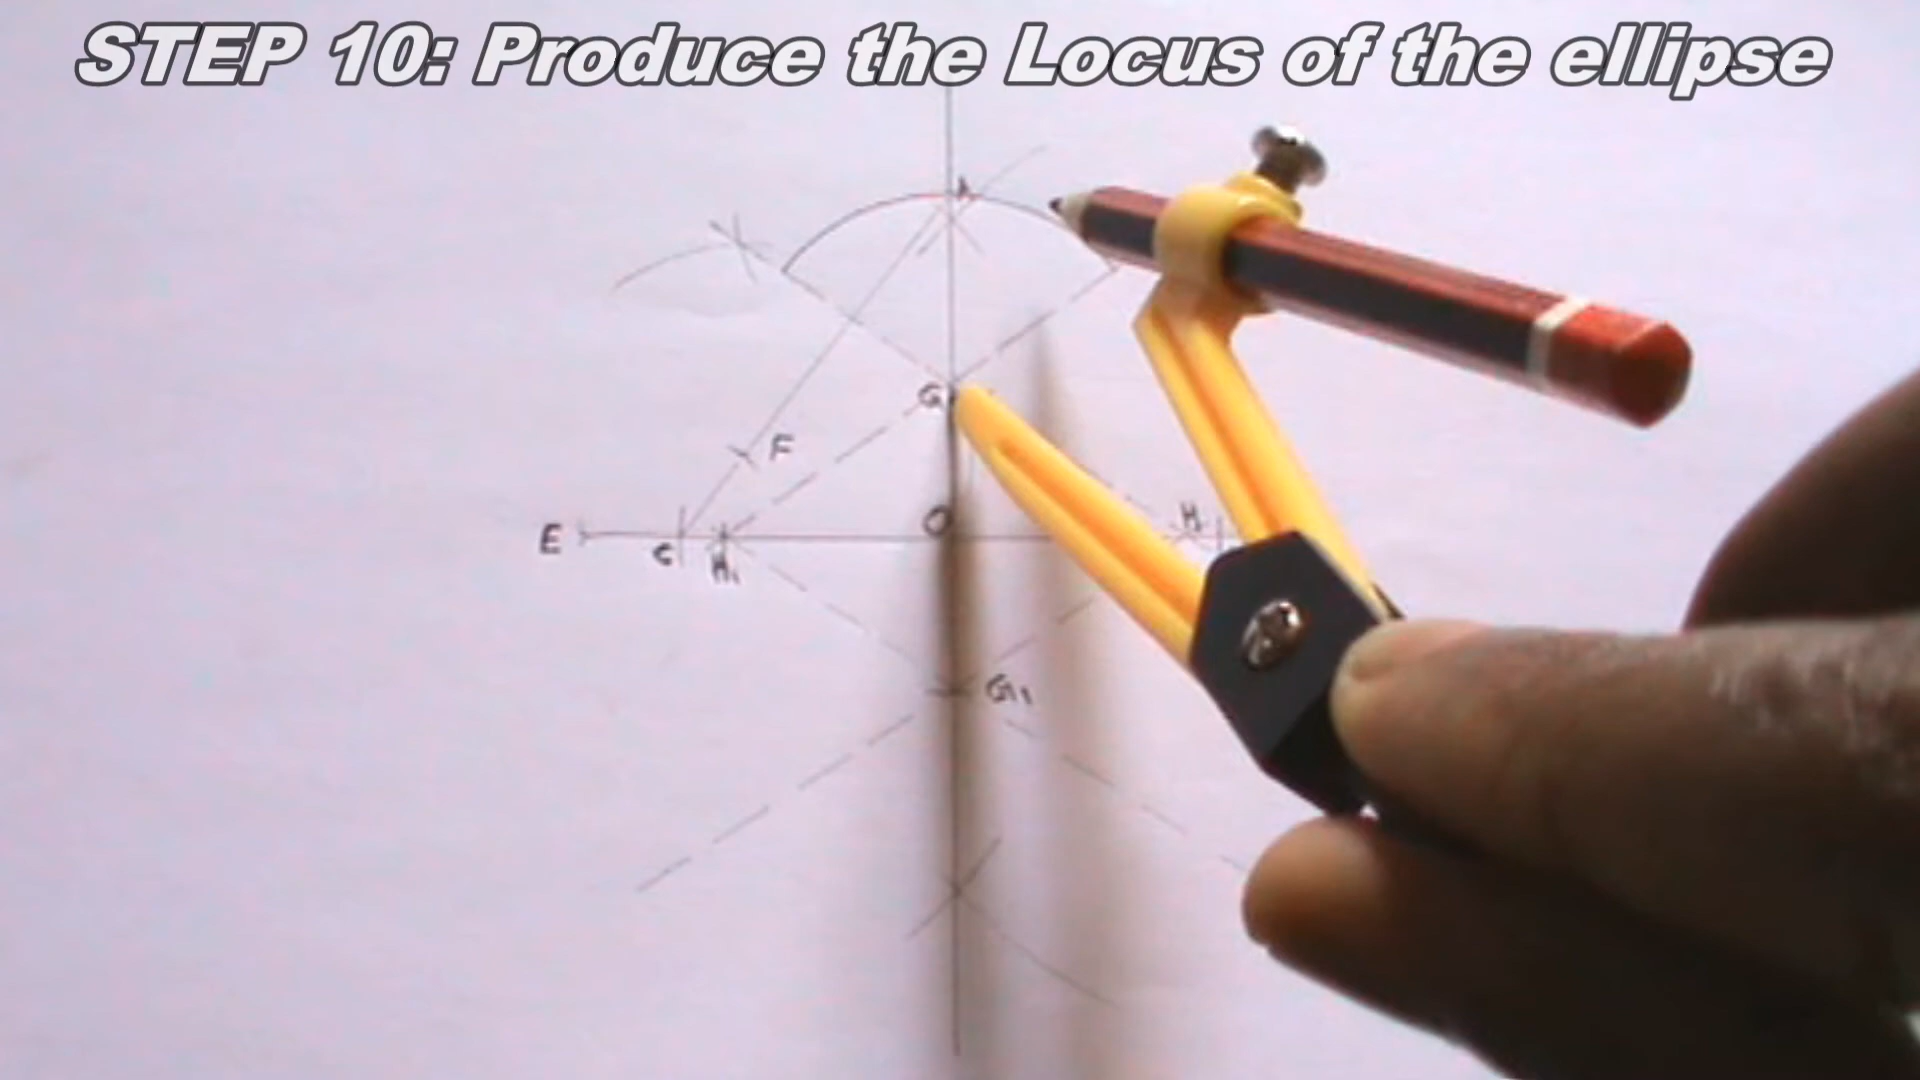 STEP 10: Produce the Locus of the ellipse
A
G
F
E
C
H1
O
H
G1